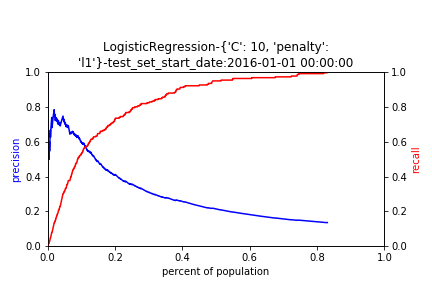 LogisticRegression-{'C': 10, 'penalty':
'l1'}-test_set_start_date:2016-01-01 00:00:00
1.0
0.8
0.6
0.4
0.2
0.0
precision
1.0
0.8
0.6
0.4
0.2
0.0
recall
0.0 0.2 0.4 0.6 0.8 1.0
percent of population